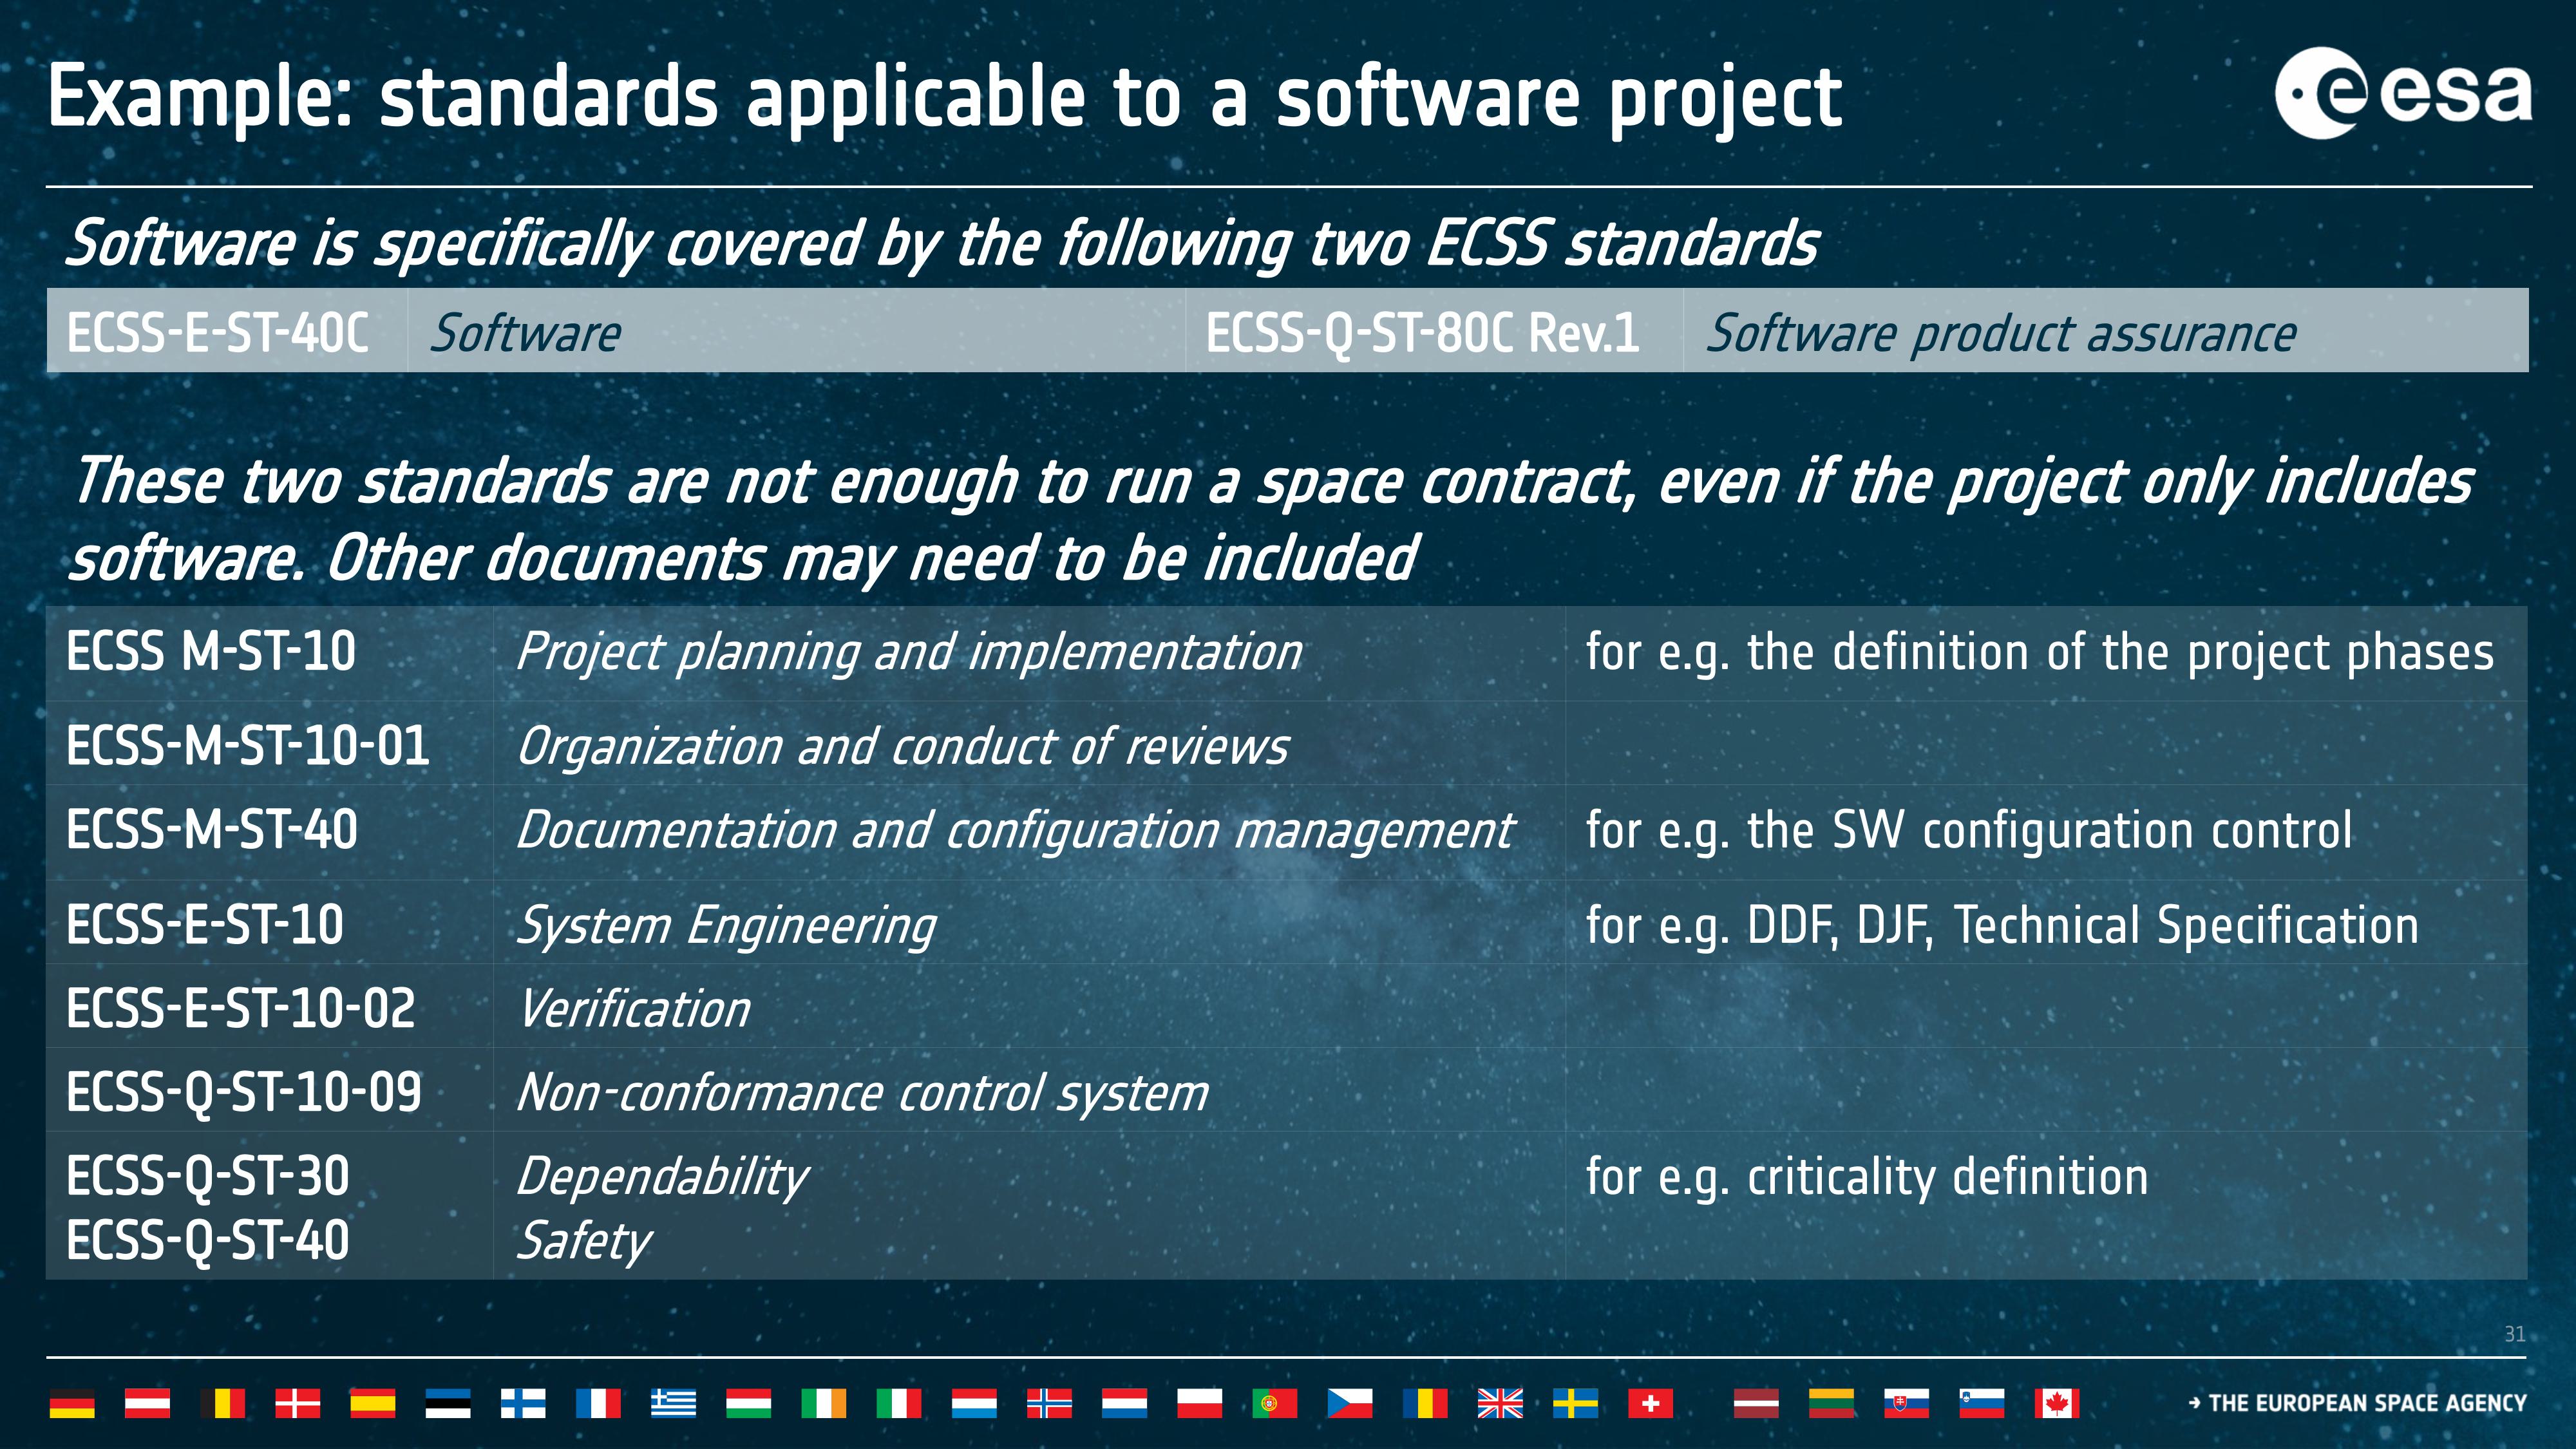 Example: standards applicable to a software project
esa
Software is specifically covered by the following two ECSS standards
ECSS-E-ST-40C Software ECSS-Q-ST-80C Rev.1 Software product assurance
These two standards are not enough to run a space contract, even if the project only includes
software. Other documents may need to be included
ECSS M-ST-10 Project planning and implementation for e.g. the definition of the project phases
ECSS-M-ST-10-01 Organization and conduct of reviews
ECSS-M-ST-40 Documentation and configuration management for e.g. the SW configuration control
ECSS-E-ST-10 System Engineering for e.g. DDF, DJF, Technical Specification
ECSS-E-ST-10-02 Verification
ECSS-Q-ST-10-09 Non-conformance control system
ECSS-Q-ST-30 Dependability for e.g. criticality definition
ECSS-Q-ST-40 Safety
31
→ THE EUROPEAN SPACE AGENCY